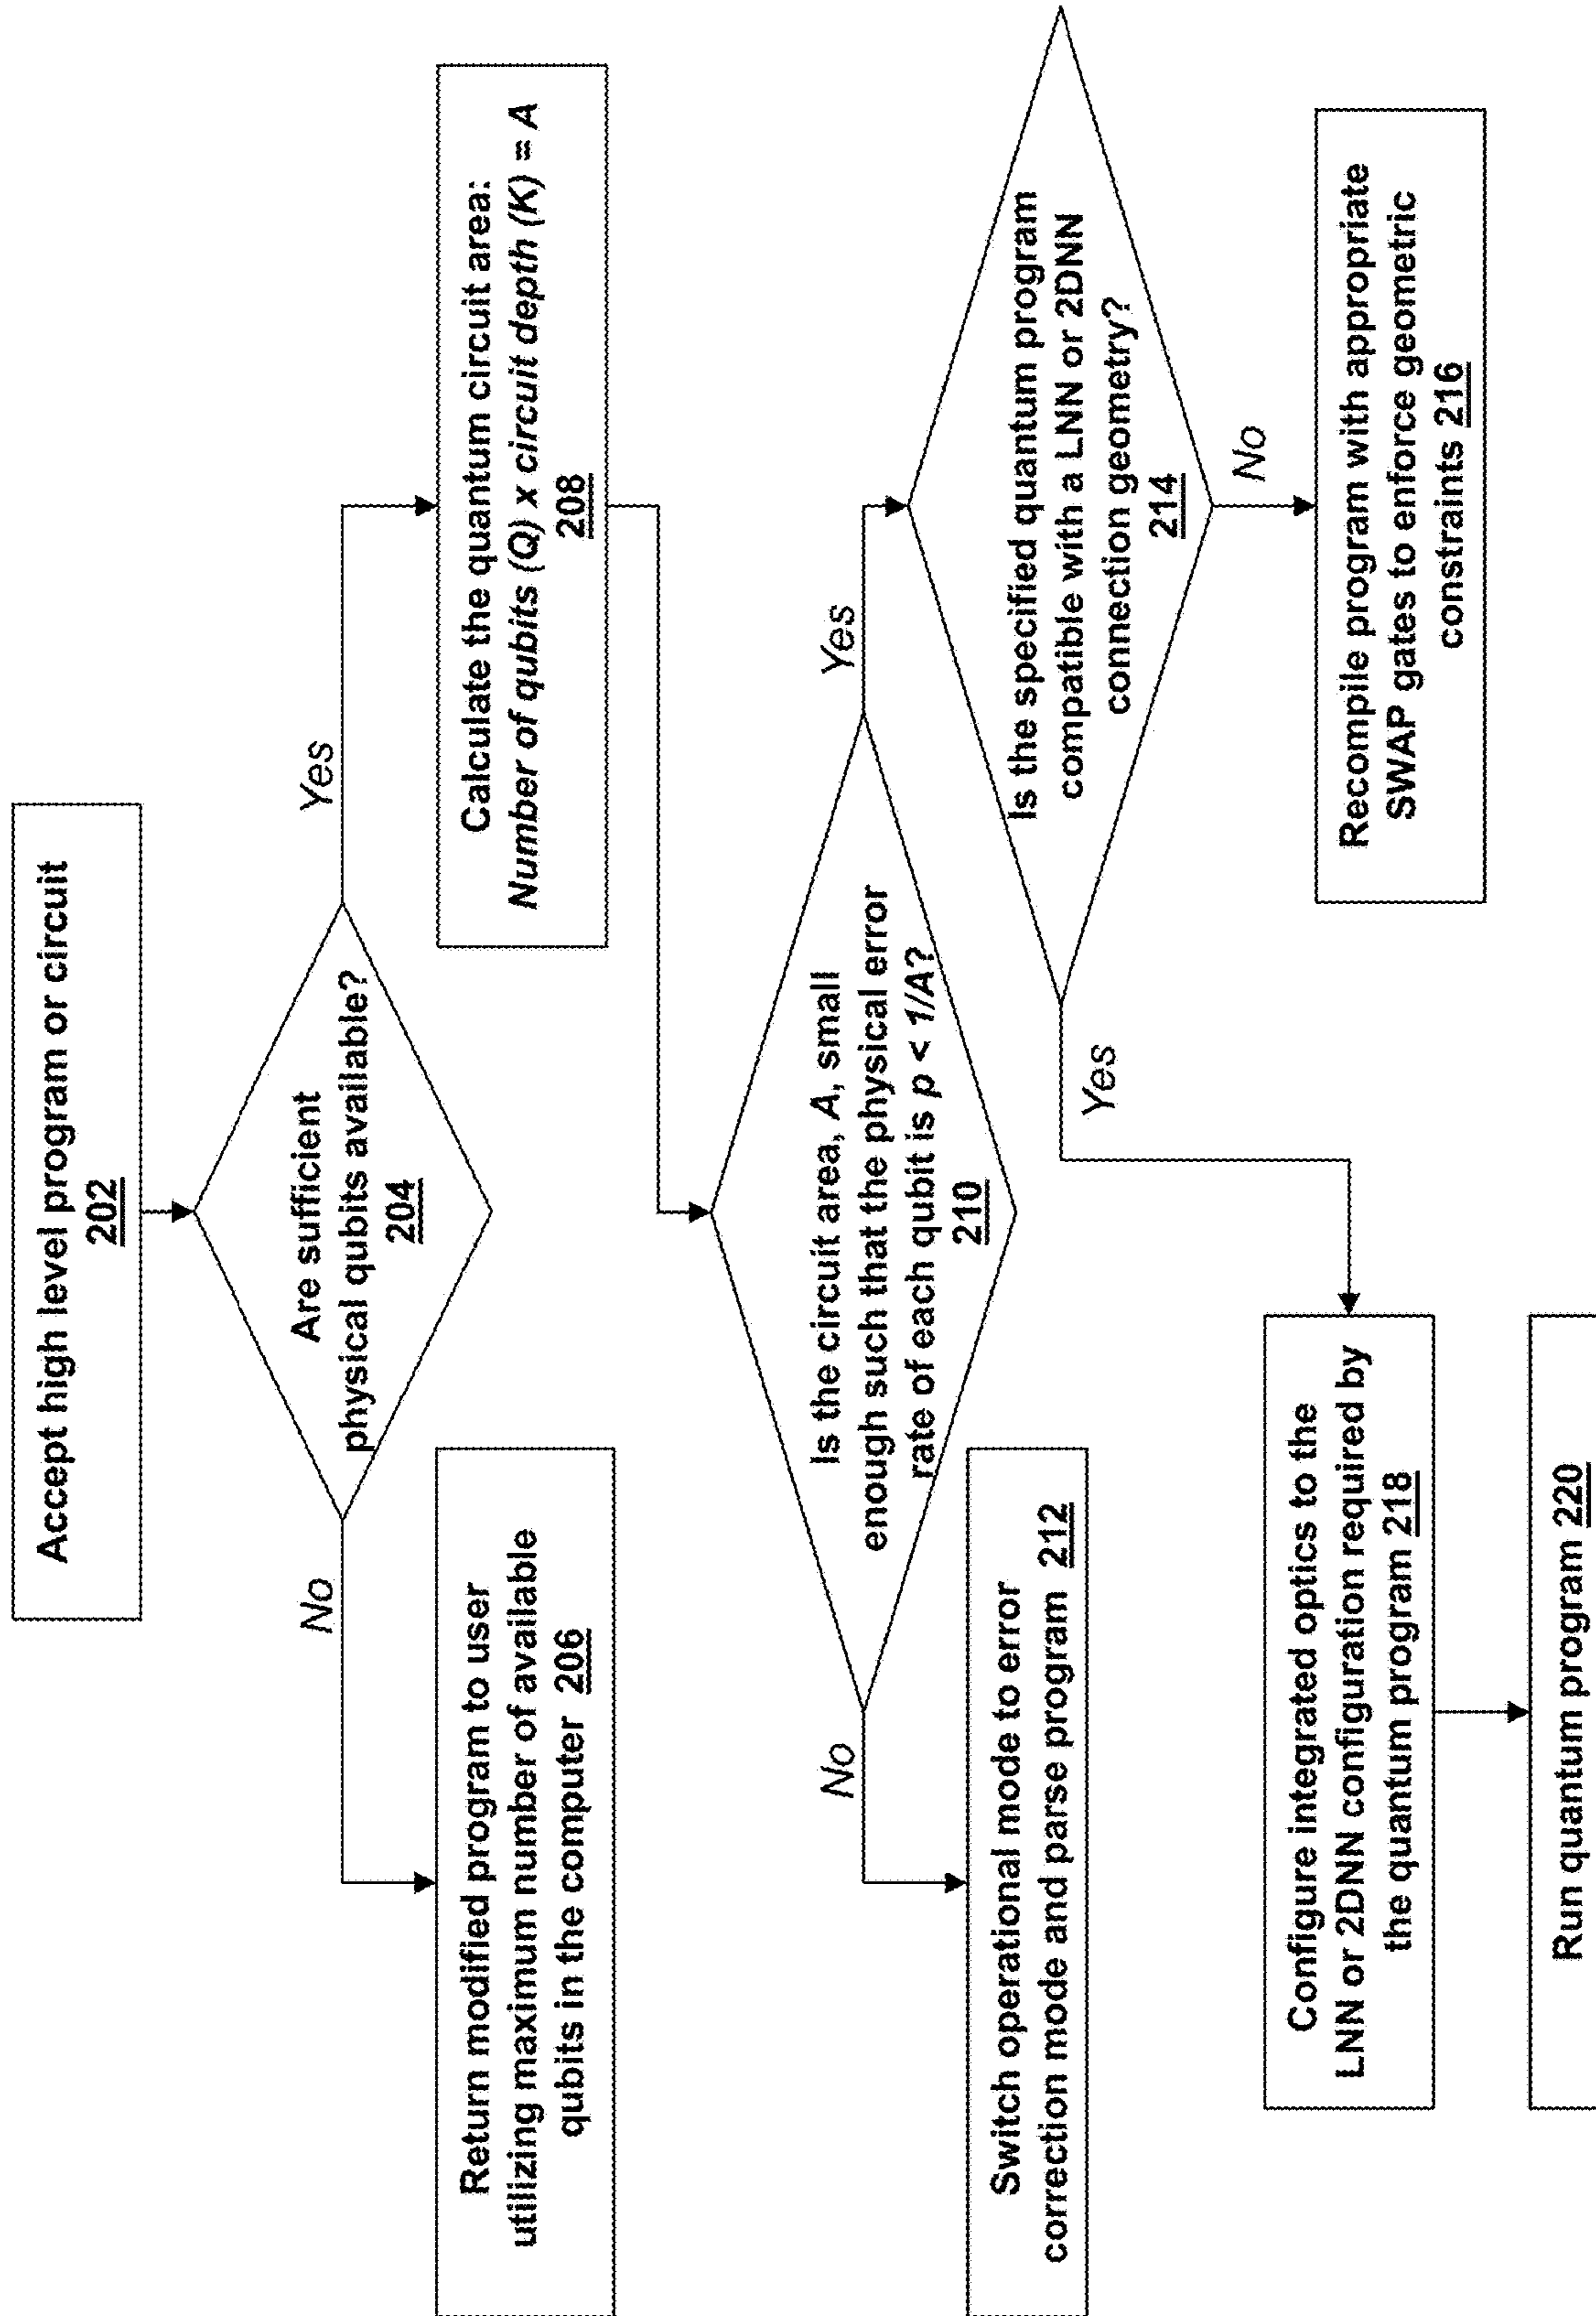 Accept high level program or circuit
202
Are sufficient
physical qubits available?
204
No
Yes
Return modified program to user
utilizing maximum number of available
qubits in the computer 206
Calculate the quantum circuit area:
Number of qubits (Q) x circuit depth (K) = A
208
Is the circuit area, A, small
enough such that the physical error
rate of each qubit is p < 1/A?
210
No
Yes
Switch operational mode to error
correction mode and parse program 212
Is the specified quantum program
compatible with a LNN or 2DNN
connection geometry?
214
Yes
No
Configure integrated optics to the
LNN or 2DNN configuration required by
the quantum program 218
Recompile program with appropriate
SWAP gates to enforce geometric
constraints 216
Run quantum program 220